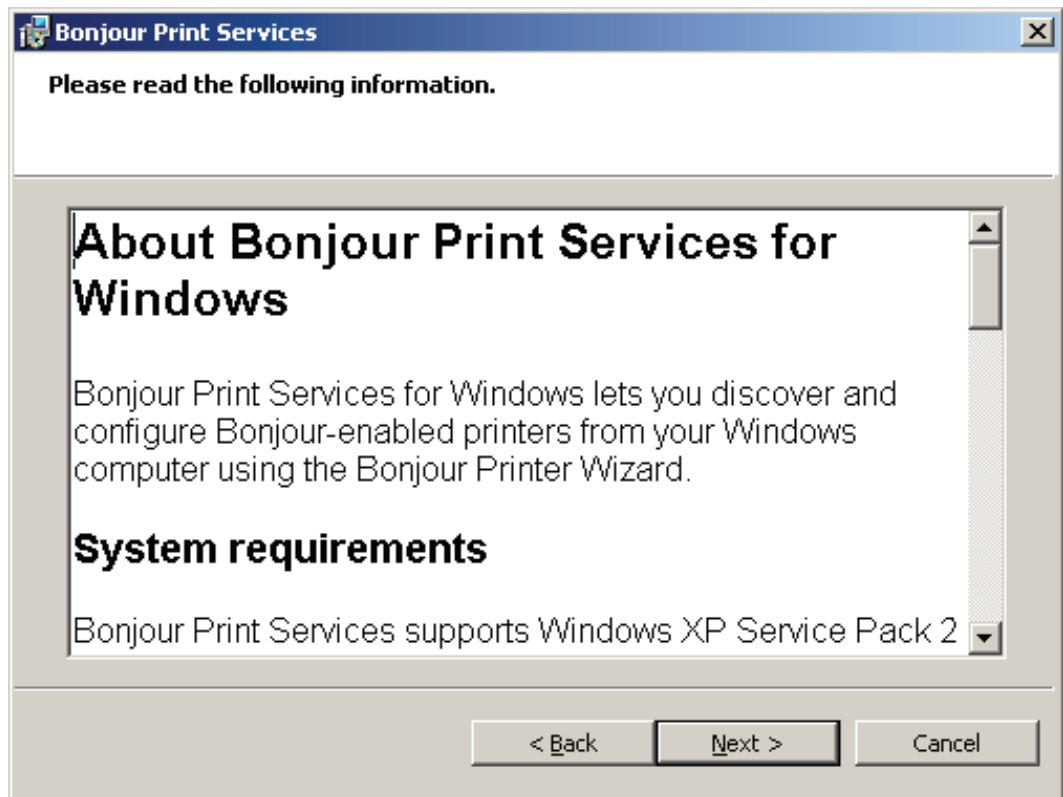 Bonjour Print Services
Please read the following information.
About Bonjour Print Services for
Windows
Bonjour Print Services for Windows lets you discover and
configure Bonjour-enabled printers from your Windows
computer using the Bonjour Printer Wizard.
System requirements
Bonjour Print Services supports Windows XP Service Pack 2
< Back Next > Cancel